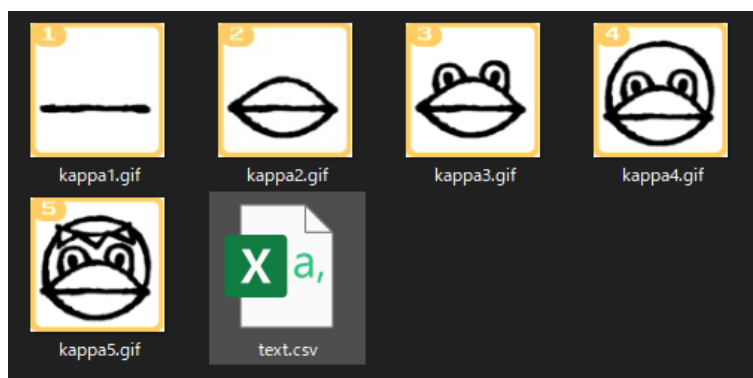 1
2
3
4
kappa1.gif
kappa2.gif
kappa3.gif
kappa4.gif
5
X a,
kappa5.gif
text.csv